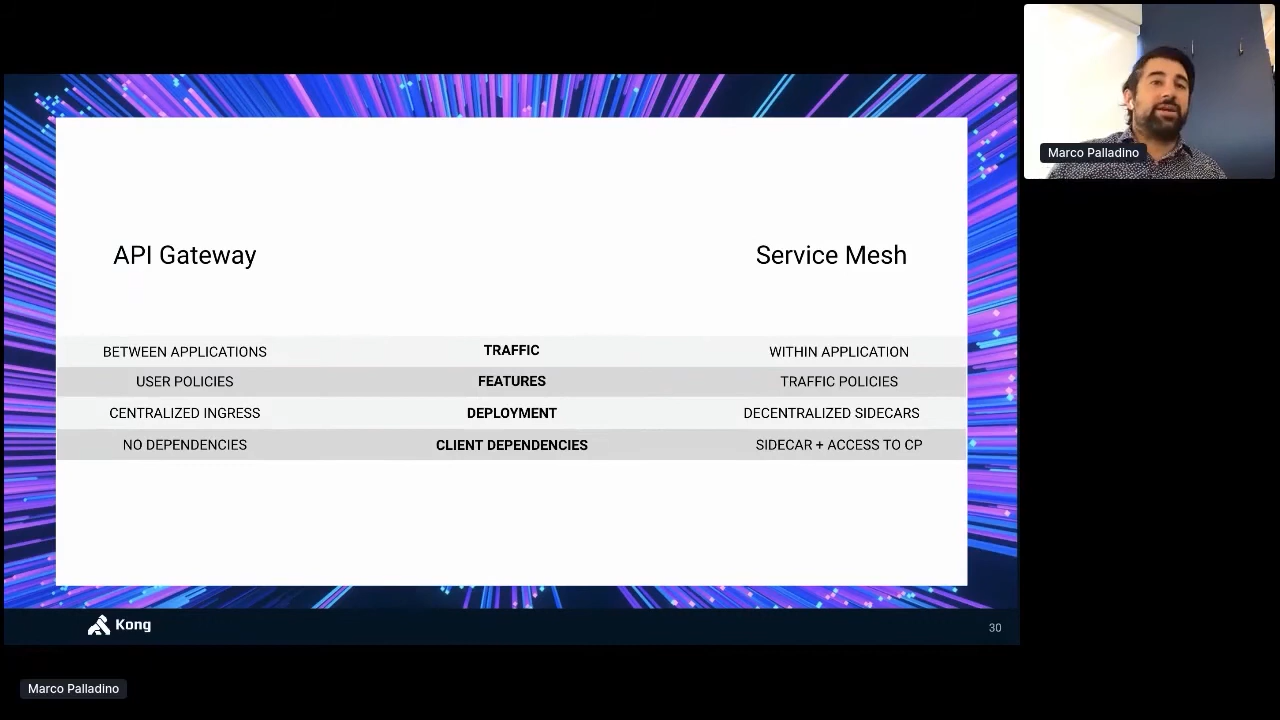 Marco Palladino
API Gateway
Service Mesh
BETWEEN APPLICATIONS TRAFFIC WITHIN APPLICATION
USER POLICIES FEATURES TRAFFIC POLICIES
CENTRALIZED INGRESS DEPLOYMENT DECENTRALIZED SIDECARS
NO DEPENDENCIES CLIENT DEPENDENCIES SIDECAR + ACCESS TO CP
Kong
30
Marco Palladino